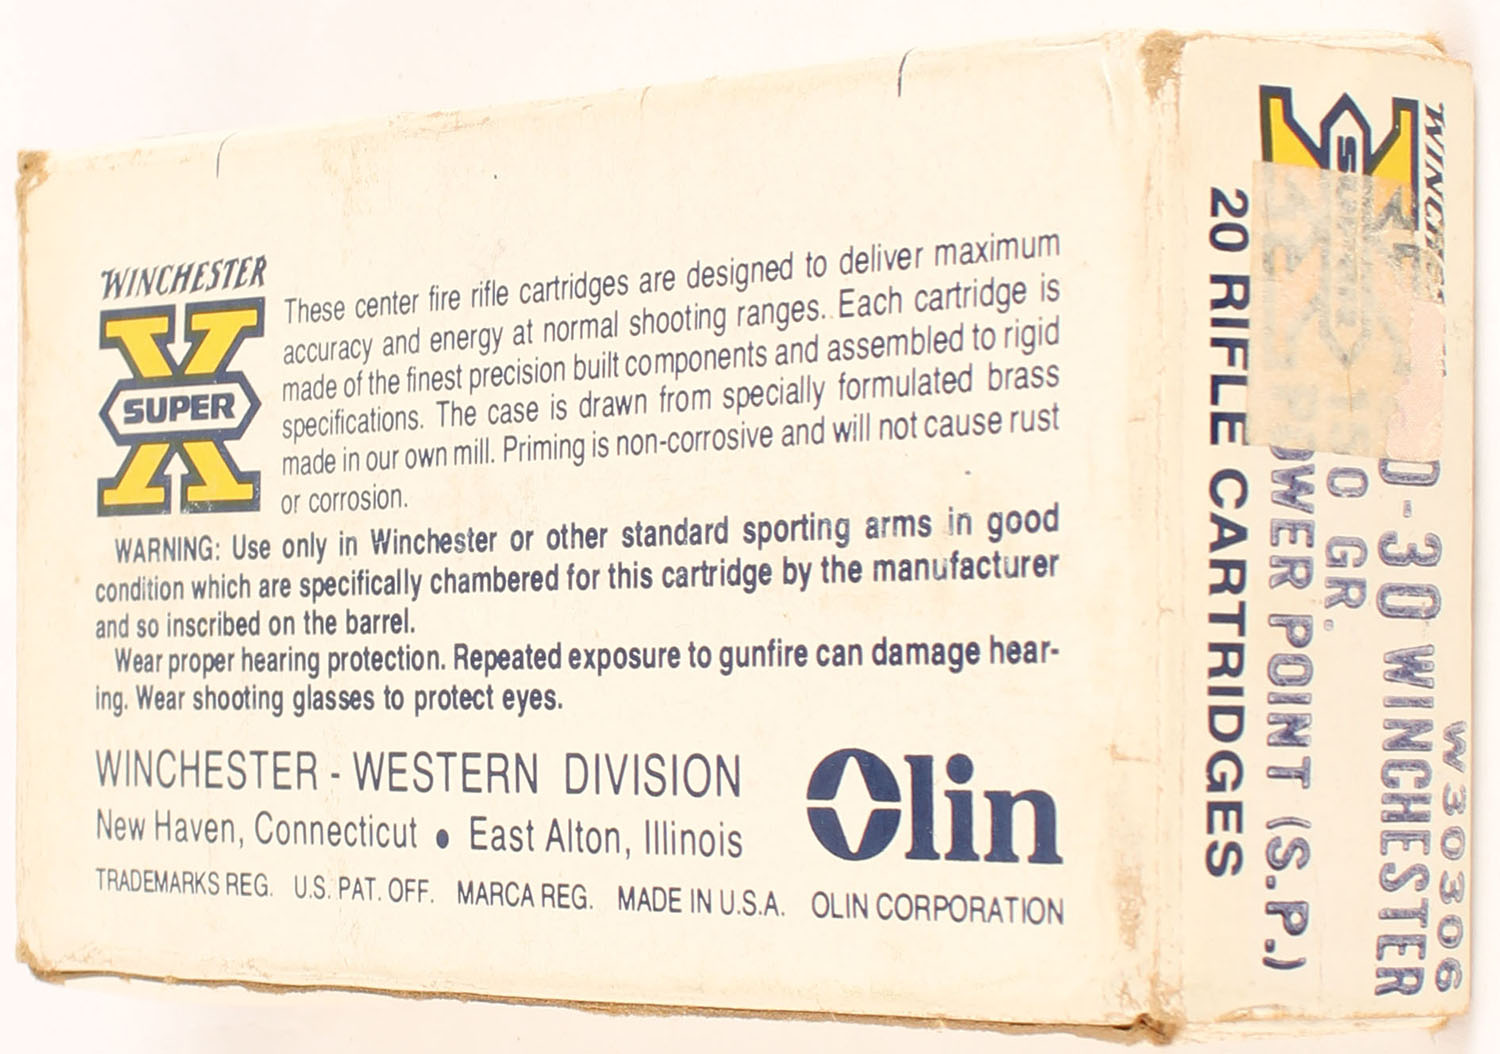 WINCHESTER
SUPER
These center fire rifle cartridges are designed to deliver maximum
accuracy and energy at normal shooting ranges. Each cartridge is
made of the finest precision built components and assembled to rigid
specifications. The case is drawn from specially formulated brass
made in our own mill. Priming is non-corrosive and will not cause rust
or corrosion.
WARNING: Use only in Winchester or other standard sporting arms in good
condition which are specifically chambered for this cartridge by the manufacturer
and so inscribed on the barrel.
Wear proper hearing protection. Repeated exposure to gunfire can damage hear-
ing. Wear shooting glasses to protect eyes.
WINCHESTER - WESTERN DIVISION
New Haven, Connecticut • East Alton, Illinois
Olin
TRADEMARKS REG. U.S. PAT. OFF. MARCA REG. MADE IN U.S.A. OLIN CORPORATION
W30306
-30 WINCHESTER
150 GR.
POWER POINT (S.P.)
20 RIFLE CARTRIDGES